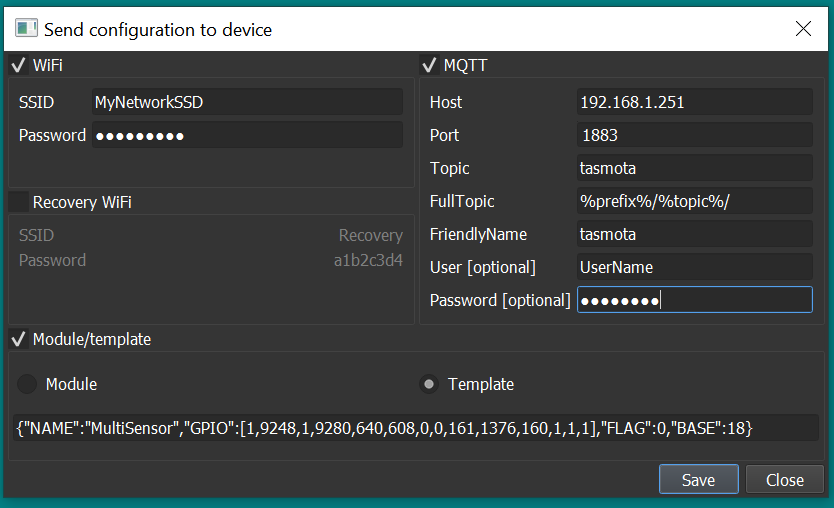 Send configuration to device
WiFi
SSID MyNetworkSSD
Password ●●●●●●●●●
Recovery WiFi
SSID Recovery
Password a1b2c3d4
MQTT
Host 192.168.1.251
Port 1883
Topic tasmota
FullTopic %prefix%/%topic%/
FriendlyName tasmota
User [optional] UserName
Password [optional] ●●●●●●●●
Module/template
Module Template
{"NAME":"MultiSensor","GPIO":[1,9248,1,9280,640,608,0,0,161,1376,160,1,1,1],"FLAG":0,"BASE":18}
Save Close